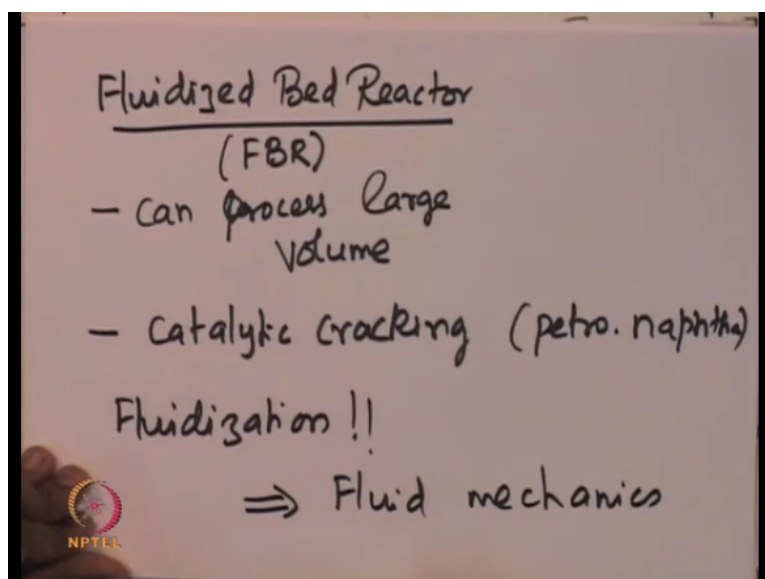 Fluidized Bed Reactor
(FBR)
- can process large
volume
- catalytic cracking (petro. naphtha)
Fluidization!!
⇒ Fluid mechanics
NPTEL